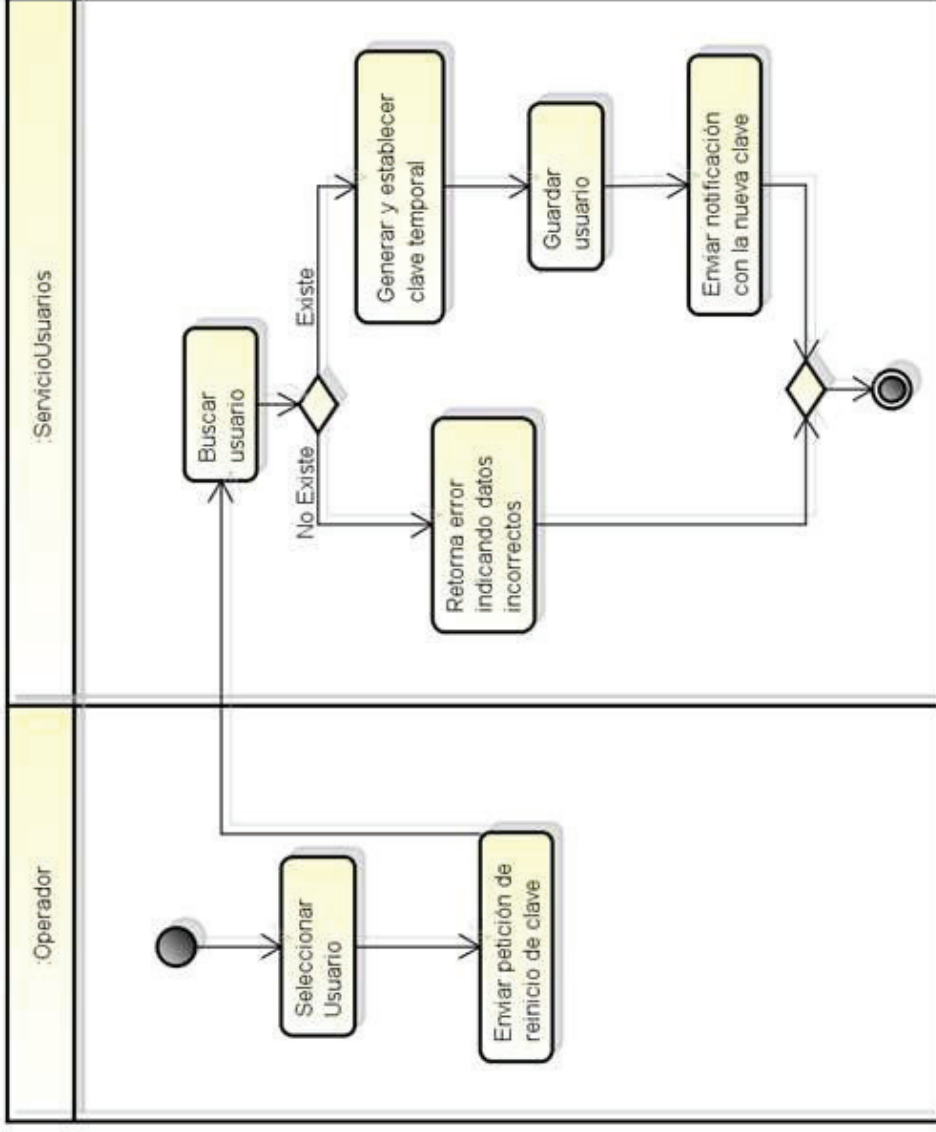 :Operador
:ServicioUsuarios
Seleccionar
Usuario
Enviar petición de
reinicio de clave
Buscar
usuario
No Existe
Existe
Retorna error
indicando datos
incorrectos
Generar y establecer
clave temporal
Guardar
usuario
Enviar notificación
con la nueva clave